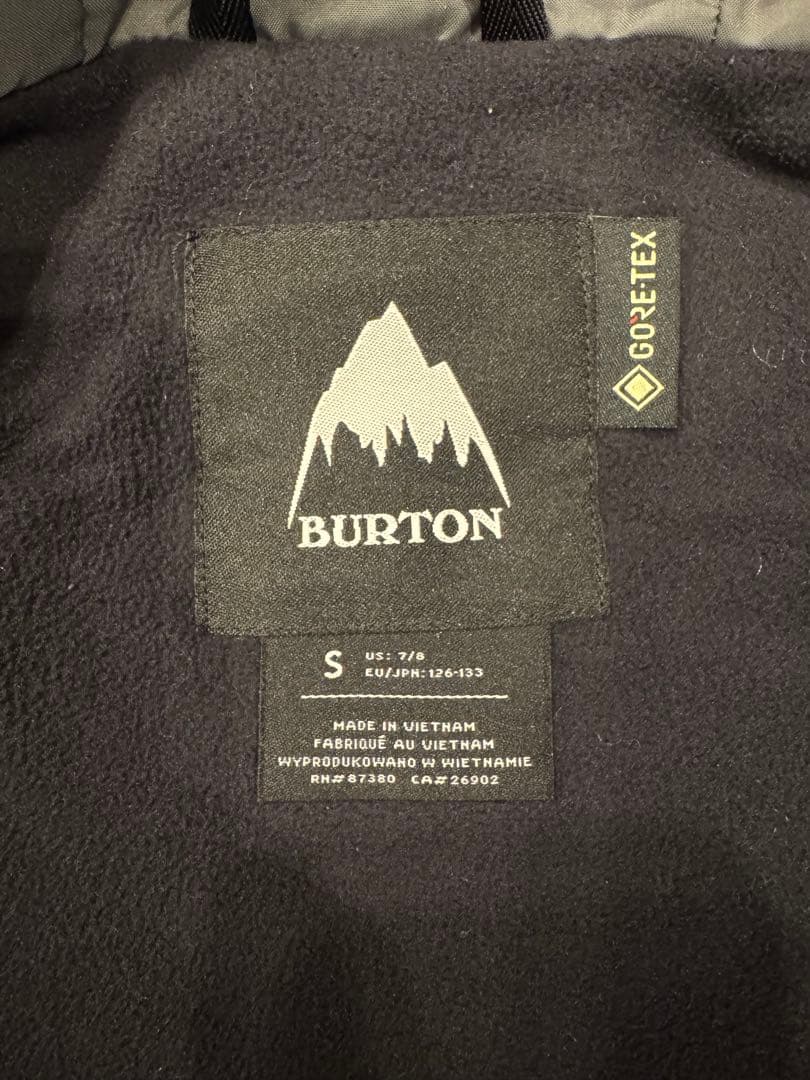 GORE-TEX
BURTON
S
US: 7/8
EU/JPN: 126-133
MADE IN VIETNAM
FABRIQUÉ AU VIETNAM
WYPRODUKOWANO W WIETNAMIE
RN#87380 CA#26902